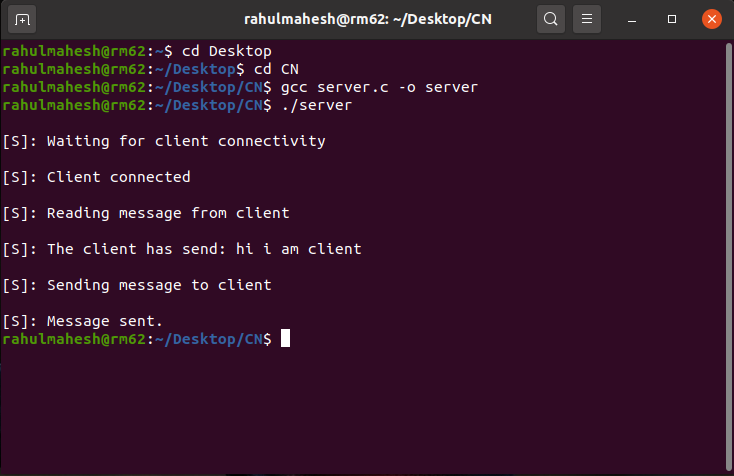 rahulmahesh@rm62: ~/Desktop/CN
rahulmahesh@rm62:~$ cd Desktop
rahulmahesh@rm62:~/Desktop$ cd CN
rahulmahesh@rm62:~/Desktop/CN$ gcc server.c -o server
rahulmahesh@rm62:~/Desktop/CN$ ./server
[S]: Waiting for client connectivity
[S]: Client connected
[S]: Reading message from client
[S]: The client has send: hi i am client
[S]: Sending message to client
[S]: Message sent.
rahulmahesh@rm62:~/Desktop/CN$